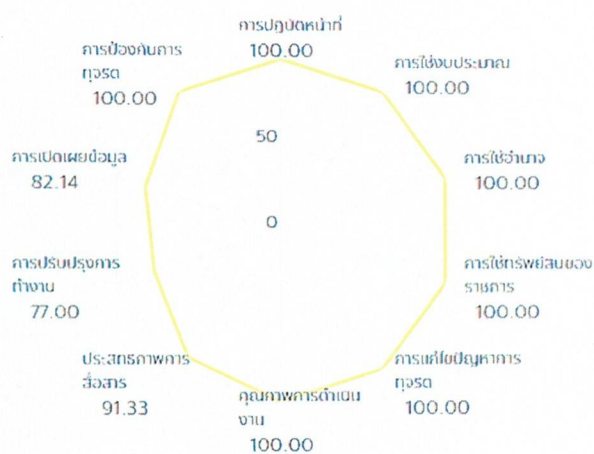 การปฏิบัติหน้าที่
100.00
การป้องกันการ
ทุจริต
100.00
การใช้งบประมาณ
100.00
50
การเปิดเผยข้อมูล
82.14
การใช้อำนาจ
100.00
0
การปรับปรุงการ
ทำงาน
77.00
การใช้ทรัพย์สินของ
ราชการ
100.00
ประสิทธิภาพการ
สื่อสาร
91.33
การแก้ไขปัญหาการ
ทุจริต
100.00
คุณภาพการดำเนิน
งาน
100.00